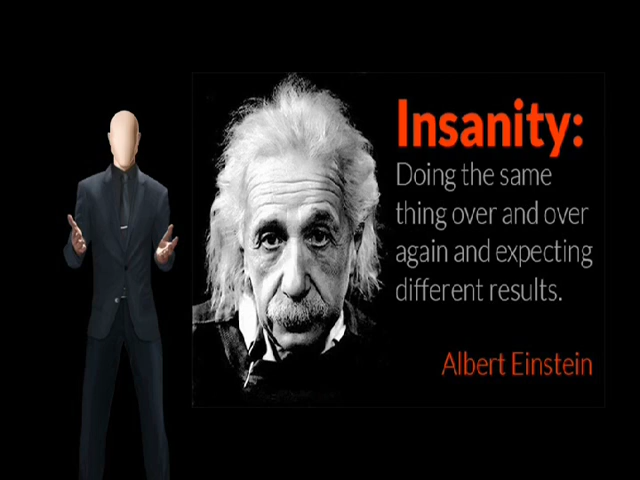 Insanity:
Doing the same
thing over and over
again and expecting
different results.
Albert Einstein